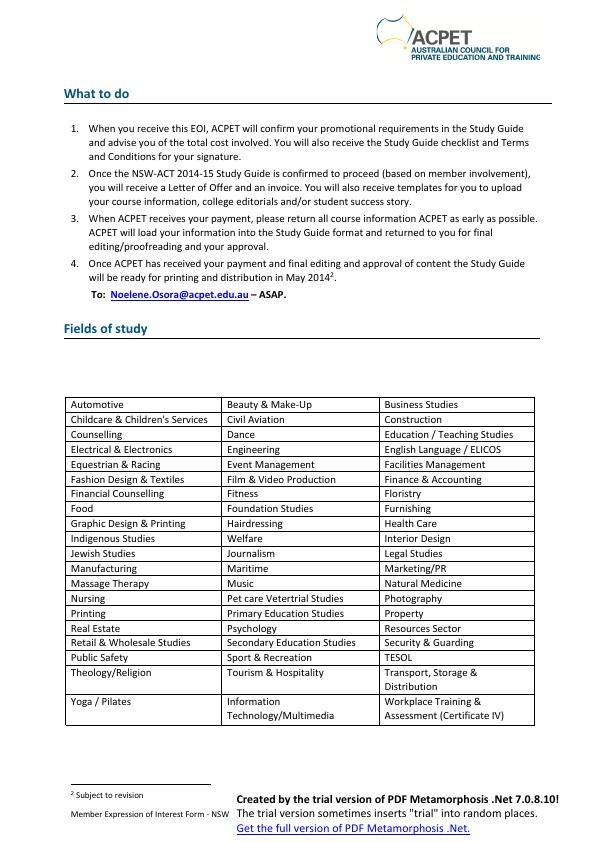 ACPET
AUSTRALIAN COUNCIL FOR
PRIVATE EDUCATION AND TRAINING
What to do
1. When you receive this EOI, ACPET will confirm your promotional requirements in the Study Guide
and advise you of the total cost involved. You will also receive the Study Guide checklist and Terms
and Conditions for your signature.
2. Once the NSW-ACT 2014-15 Study Guide is confirmed to proceed (based on member involvement),
you will receive a Letter of Offer and an invoice. You will also receive templates for you to upload
your course information, college editorials and/or student success story.
3. When ACPET receives your payment, please return all course information ACPET as early as possible.
ACPET will load your information into the Study Guide format and returned to you for final
editing/proofreading and your approval.
4. Once ACPET has received your payment and final editing and approval of content the Study Guide
will be ready for printing and distribution in May 2014².
To: Noelene.Osora@acpet.edu.au – ASAP.
Fields of study
Automotive Beauty & Make-Up Business Studies
Childcare & Children's Services Civil Aviation Construction
Counselling Dance Education / Teaching Studies
Electrical & Electronics Engineering English Language / ELICOS
Equestrian & Racing Event Management Facilities Management
Fashion Design & Textiles Film & Video Production Finance & Accounting
Financial Counselling Fitness Floristry
Food Foundation Studies Furnishing
Graphic Design & Printing Hairdressing Health Care
Indigenous Studies Welfare Interior Design
Jewish Studies Journalism Legal Studies
Manufacturing Maritime Marketing/PR
Massage Therapy Music Natural Medicine
Nursing Pet care Vetertrial Studies Photography
Printing Primary Education Studies Property
Real Estate Psychology Resources Sector
Retail & Wholesale Studies Secondary Education Studies Security & Guarding
Public Safety Sport & Recreation TESOL
Theology/Religion Tourism & Hospitality Transport, Storage &
Distribution
Yoga / Pilates Information Workplace Training &
Technology/Multimedia Assessment (Certificate IV)
² Subject to revision
Member Expression of Interest Form - NSW
Created by the trial version of PDF Metamorphosis .Net 7.0.8.10!
The trial version sometimes inserts "trial" into random places.
Get the full version of PDF Metamorphosis .Net.